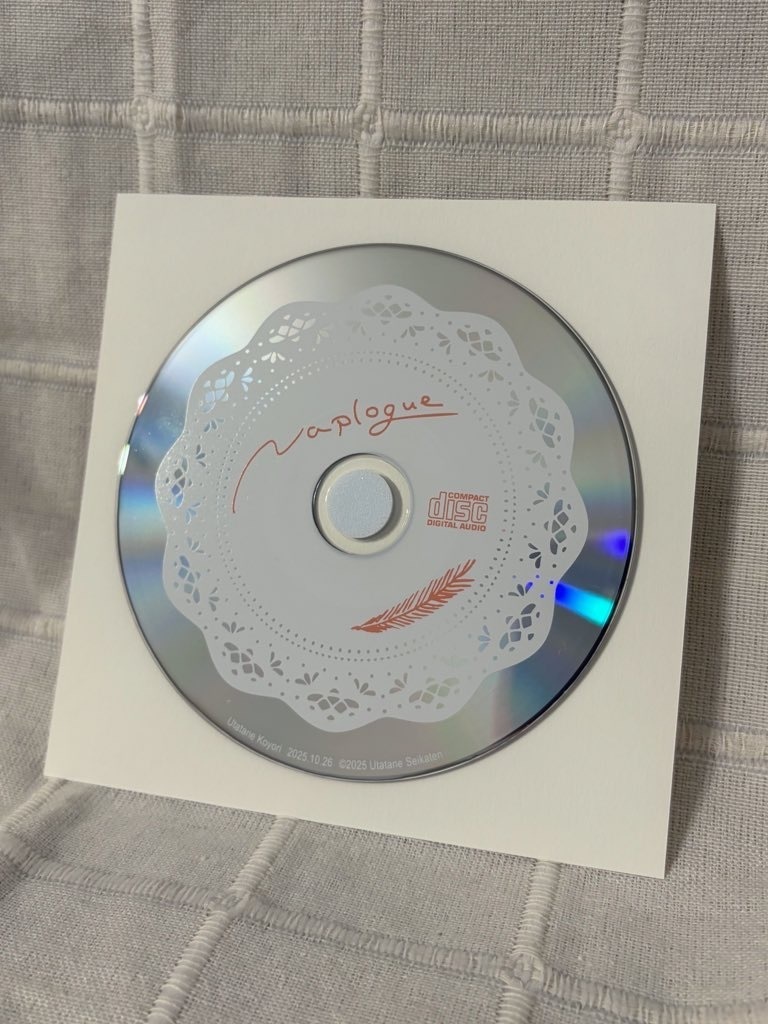 Naplogue
COMPACT
disc
DIGITAL AUDIO
Utatane Koyori 2025.10.26 ©2025 Utatane Seikaten